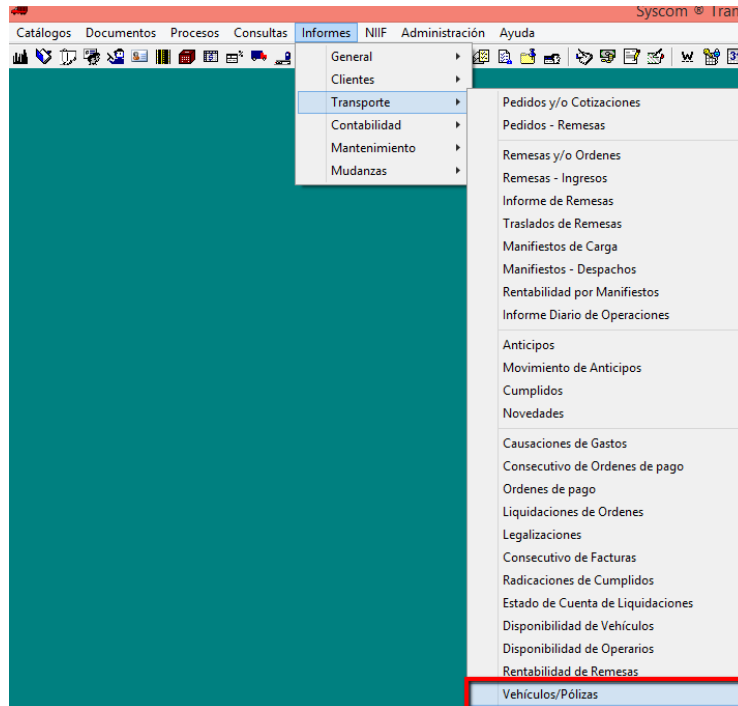 Syscom ® Tran
Catálogos Documentos Procesos Consultas Informes NIIF Administración Ayuda
General
Clientes
Transporte
Contabilidad
Mantenimiento
Mudanzas
Pedidos y/o Cotizaciones
Pedidos - Remesas
Remesas y/o Ordenes
Remesas - Ingresos
Informe de Remesas
Traslados de Remesas
Manifiestos de Carga
Manifiestos - Despachos
Rentabilidad por Manifiestos
Informe Diario de Operaciones
Anticipos
Movimiento de Anticipos
Cumplidos
Novedades
Causaciones de Gastos
Consecutivo de Ordenes de pago
Ordenes de pago
Liquidaciones de Ordenes
Legalizaciones
Consecutivo de Facturas
Radicaciones de Cumplidos
Estado de Cuenta de Liquidaciones
Disponibilidad de Vehículos
Disponibilidad de Operarios
Rentabilidad de Remesas
Vehículos/Pólizas